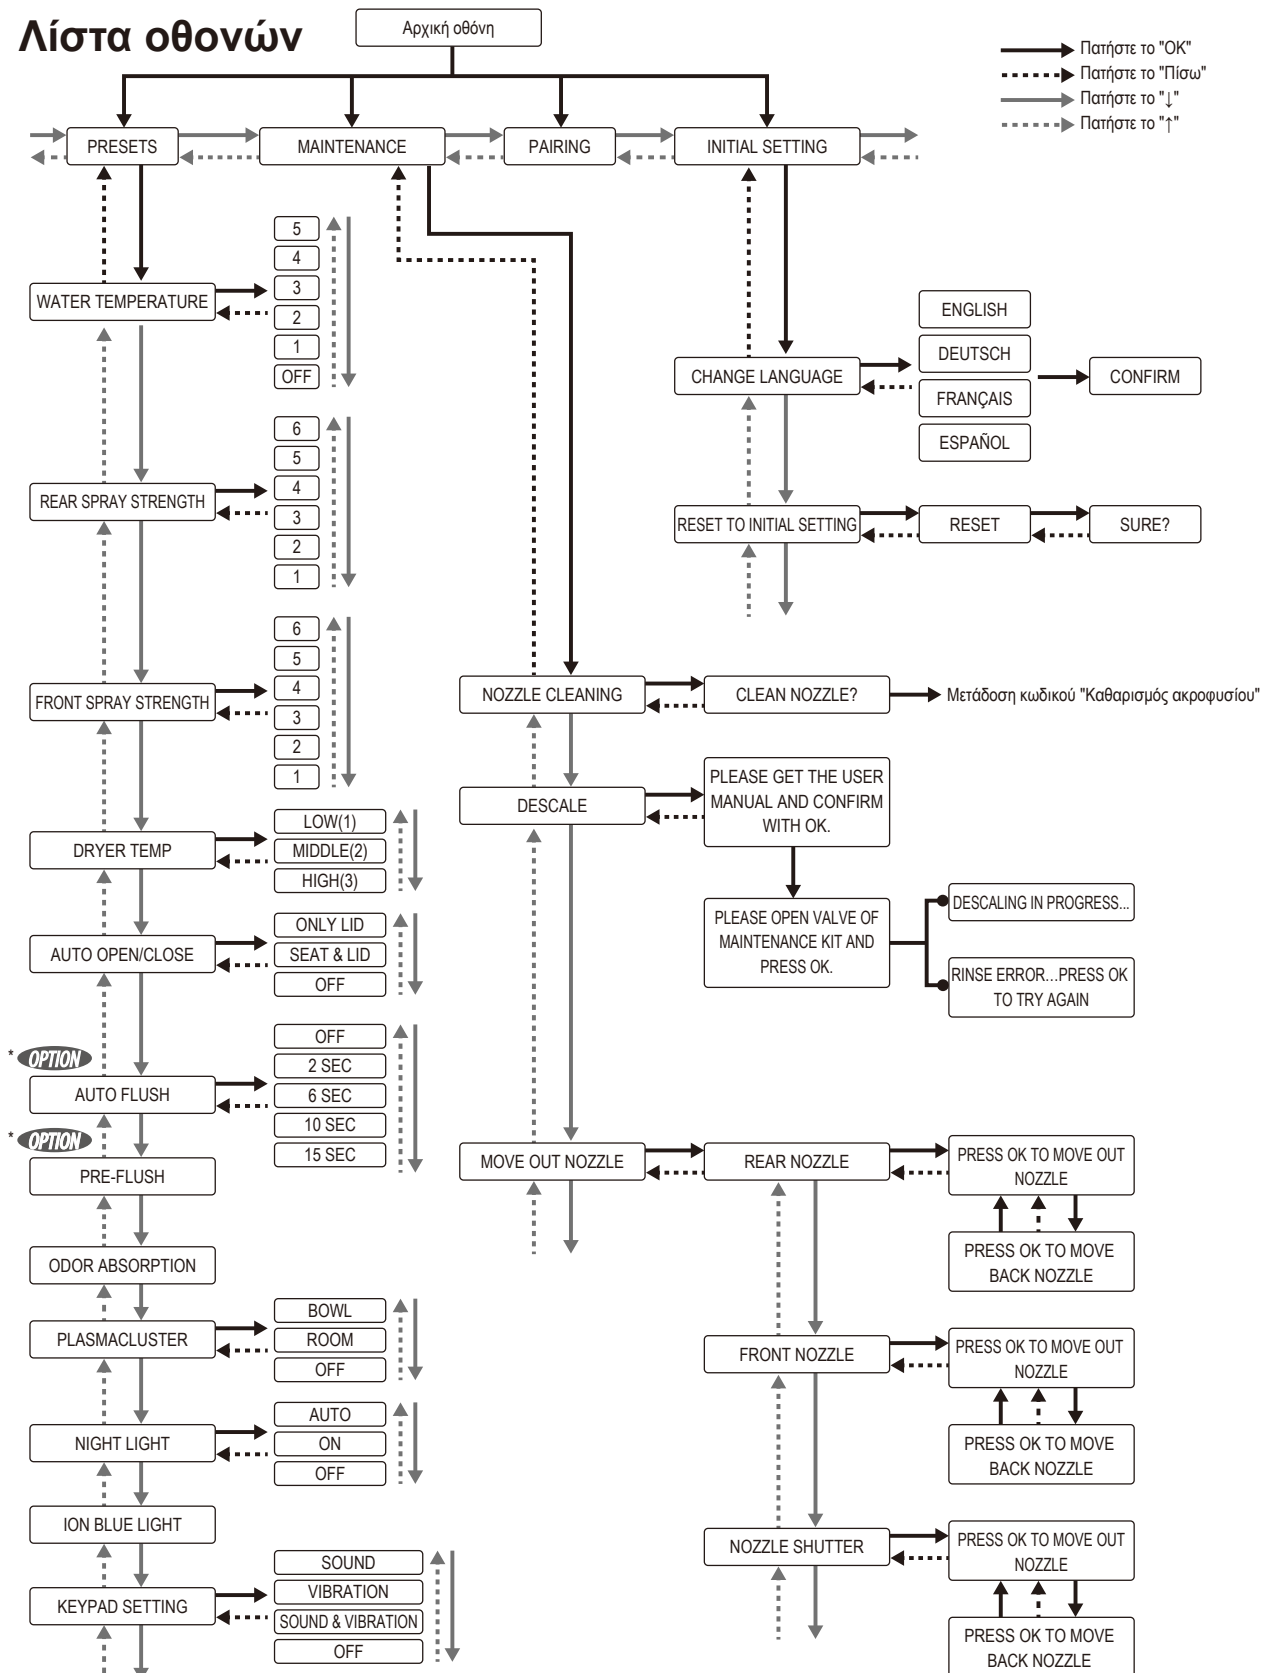 Λίστα οθονών
Αρχική οθόνη
Πατήστε το "OK"
Πατήστε το "Πίσω"
Πατήστε το "↓"
Πατήστε το "↑"
PRESETS
MAINTENANCE
PAIRING
INITIAL SETTING
WATER TEMPERATURE
5
4
3
2
1
OFF
REAR SPRAY STRENGTH
6
5
4
3
2
1
FRONT SPRAY STRENGTH
6
5
4
3
2
1
DRYER TEMP
LOW(1)
MIDDLE(2)
HIGH(3)
AUTO OPEN/CLOSE
ONLY LID
SEAT & LID
OFF
* OPTION
AUTO FLUSH
OFF
2 SEC
6 SEC
10 SEC
15 SEC
* OPTION
PRE-FLUSH
ODOR ABSORPTION
PLASMACLUSTER
BOWL
ROOM
OFF
NIGHT LIGHT
AUTO
ON
OFF
ION BLUE LIGHT
KEYPAD SETTING
SOUND
VIBRATION
SOUND & VIBRATION
OFF
NOZZLE CLEANING
CLEAN NOZZLE?
Μετάδοση κωδικού "Καθαρισμός ακροφυσίου"
DESCALE
PLEASE GET THE USER
MANUAL AND CONFIRM
WITH OK.
PLEASE OPEN VALVE OF
MAINTENANCE KIT AND
PRESS OK.
DESCALING IN PROGRESS...
RINSE ERROR...PRESS OK
TO TRY AGAIN
MOVE OUT NOZZLE
REAR NOZZLE
PRESS OK TO MOVE OUT
NOZZLE
PRESS OK TO MOVE
BACK NOZZLE
FRONT NOZZLE
PRESS OK TO MOVE OUT
NOZZLE
PRESS OK TO MOVE
BACK NOZZLE
NOZZLE SHUTTER
PRESS OK TO MOVE OUT
NOZZLE
PRESS OK TO MOVE
BACK NOZZLE
CHANGE LANGUAGE
ENGLISH
DEUTSCH
FRANÇAIS
ESPAÑOL
CONFIRM
RESET TO INITIAL SETTING
RESET
SURE?